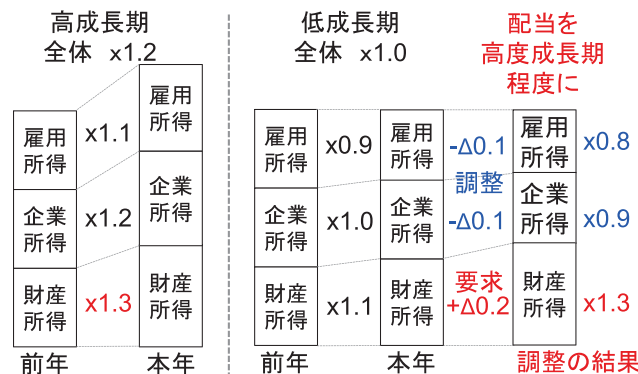 高成長期
全体 x1.2
雇用
所得
x1.1
雇用
所得
企業
所得
x1.2
企業
所得
財産
所得
x1.3
財産
所得
前年
本年
低成長期
全体 x1.0
配当を
高度成長期
程度に
雇用
所得
x0.9
雇用
所得
-Δ0.1
雇用
所得
x0.8
調整
企業
所得
x1.0
企業
所得
-Δ0.1
企業
所得
x0.9
財産
所得
x1.1
財産
所得
要求
+Δ0.2
財産
所得
x1.3
前年
本年
調整の結果